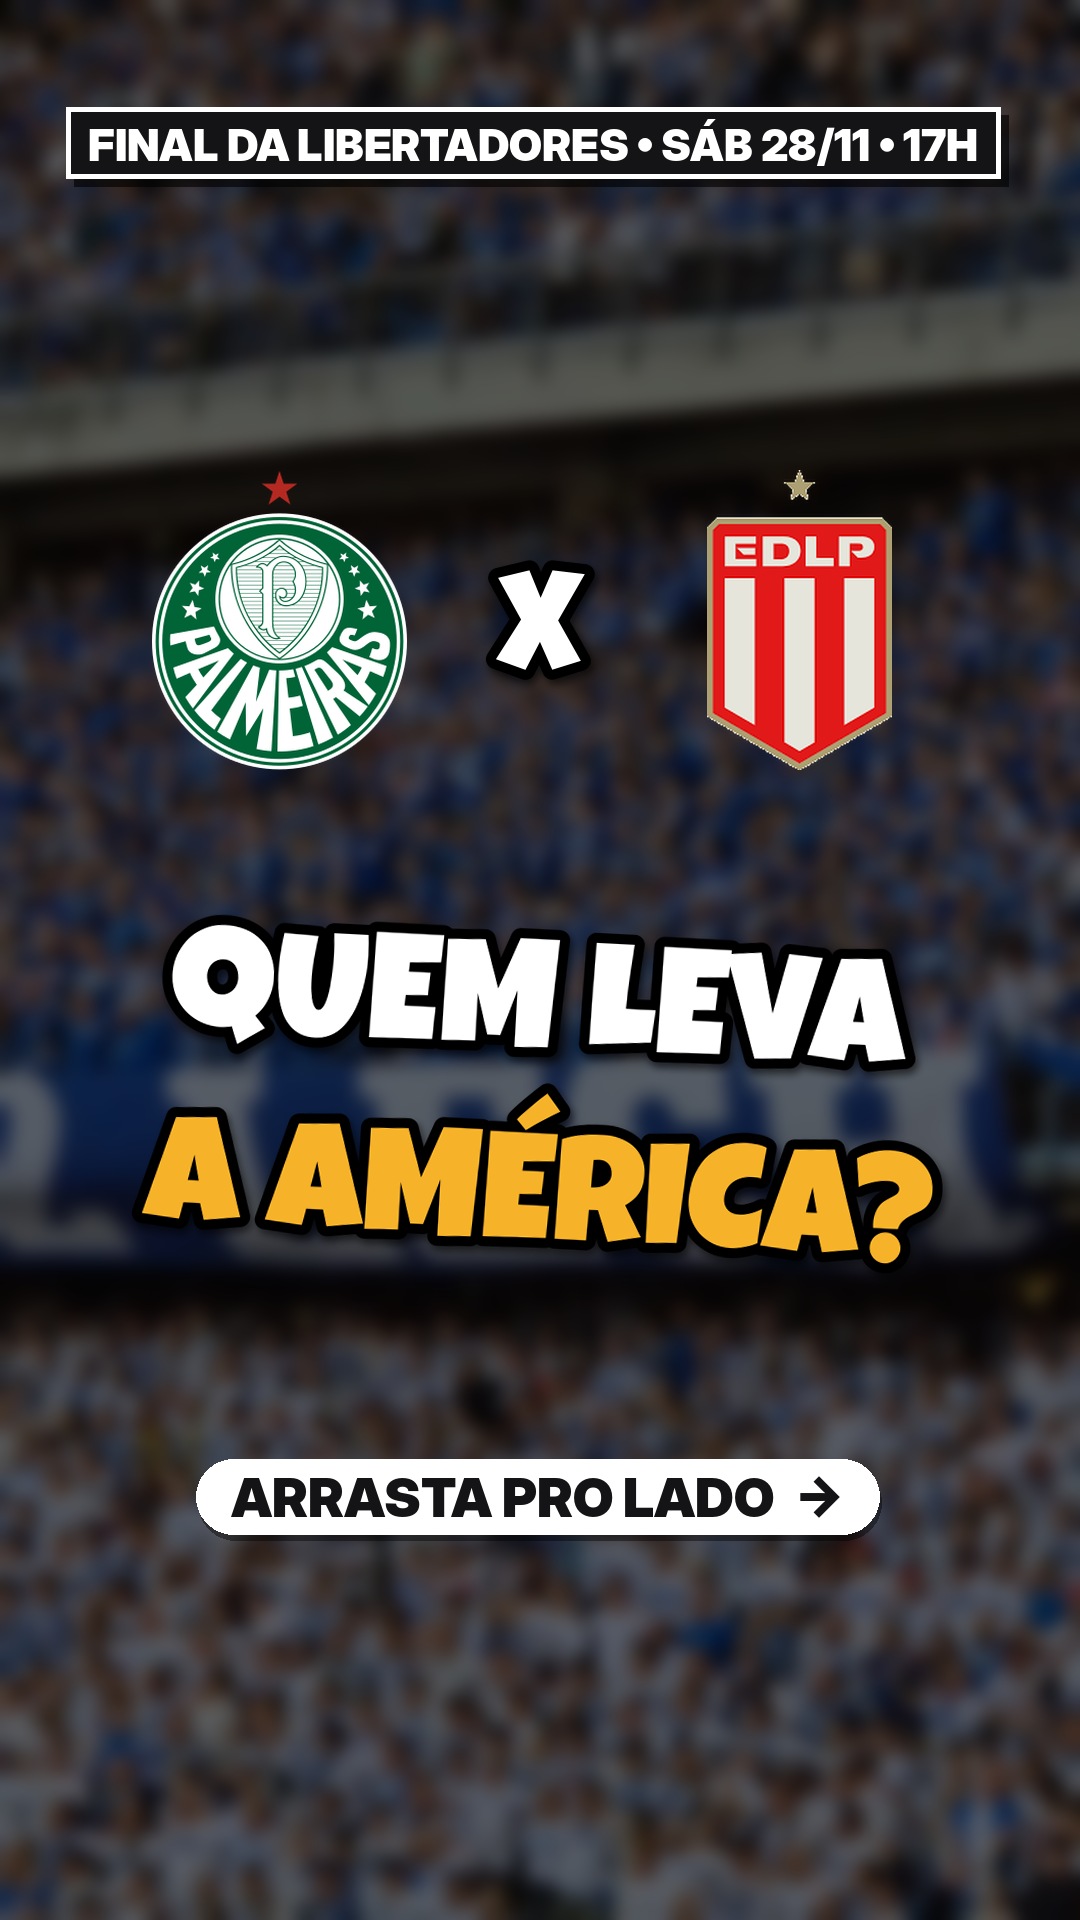 FINAL DA LIBERTADORES • SÁB 28/11 • 17H
P
PALMEIRAS
X
EDLP
QUEM LEVA
A AMÉRICA?
ARRASTA PRO LADO →